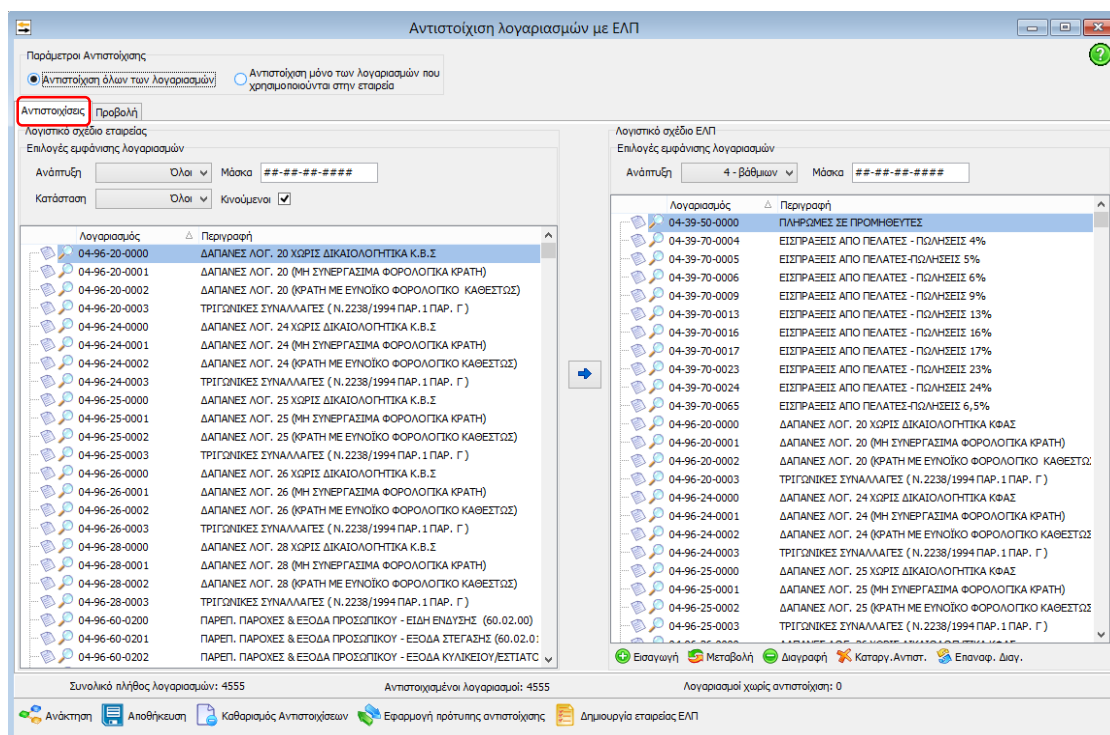 Αντιστοίχιση λογαριασμών με ΕΛΠ
Παράμετροι Αντιστοίχισης
Αντιστοίχιση όλων των λογαριασμών
Αντιστοίχιση μόνο των λογαριασμών που
χρησιμοποιούνται στην εταιρεία
Αντιστοιχίσεις Προβολή
Λογιστικό σχέδιο εταιρείας
Επιλογές εμφάνισης λογαριασμών
Ανάπτυξη Όλοι Μάσκα ##-##-##-####
Κατάσταση Όλοι Κινούμενοι
Λογαριασμός Περιγραφή
04-96-20-0000 ΔΑΠΑΝΕΣ ΛΟΓ. 20 ΧΩΡΙΣ ΔΙΚΑΙΟΛΟΓΗΤΙΚΑ Κ.Β.Σ
04-96-20-0001 ΔΑΠΑΝΕΣ ΛΟΓ. 20 (ΜΗ ΣΥΝΕΡΓΑΣΙΜΑ ΦΟΡΟΛΟΓΙΚΑ ΚΡΑΤΗ)
04-96-20-0002 ΔΑΠΑΝΕΣ ΛΟΓ. 20 (ΚΡΑΤΗ ΜΕ ΕΥΝΟΪΚΟ ΦΟΡΟΛΟΓΙΚΟ ΚΑΘΕΣΤΩΣ)
04-96-20-0003 ΤΡΙΓΩΝΙΚΕΣ ΣΥΝΑΛΛΑΓΕΣ ( Ν.2238/1994 ΠΑΡ.1 ΠΑΡ. Γ )
04-96-24-0000 ΔΑΠΑΝΕΣ ΛΟΓ. 24 ΧΩΡΙΣ ΔΙΚΑΙΟΛΟΓΗΤΙΚΑ Κ.Β.Σ
04-96-24-0001 ΔΑΠΑΝΕΣ ΛΟΓ. 24 (ΜΗ ΣΥΝΕΡΓΑΣΙΜΑ ΦΟΡΟΛΟΓΙΚΑ ΚΡΑΤΗ)
04-96-24-0002 ΔΑΠΑΝΕΣ ΛΟΓ. 24 (ΚΡΑΤΗ ΜΕ ΕΥΝΟΪΚΟ ΦΟΡΟΛΟΓΙΚΟ ΚΑΘΕΣΤΩΣ)
04-96-24-0003 ΤΡΙΓΩΝΙΚΕΣ ΣΥΝΑΛΛΑΓΕΣ ( Ν.2238/1994 ΠΑΡ.1 ΠΑΡ. Γ )
04-96-25-0000 ΔΑΠΑΝΕΣ ΛΟΓ. 25 ΧΩΡΙΣ ΔΙΚΑΙΟΛΟΓΗΤΙΚΑ Κ.Β.Σ
04-96-25-0001 ΔΑΠΑΝΕΣ ΛΟΓ. 25 (ΜΗ ΣΥΝΕΡΓΑΣΙΜΑ ΦΟΡΟΛΟΓΙΚΑ ΚΡΑΤΗ)
04-96-25-0002 ΔΑΠΑΝΕΣ ΛΟΓ. 25 (ΚΡΑΤΗ ΜΕ ΕΥΝΟΪΚΟ ΦΟΡΟΛΟΓΙΚΟ ΚΑΘΕΣΤΩΣ)
04-96-25-0003 ΤΡΙΓΩΝΙΚΕΣ ΣΥΝΑΛΛΑΓΕΣ ( Ν.2238/1994 ΠΑΡ.1 ΠΑΡ. Γ )
04-96-26-0000 ΔΑΠΑΝΕΣ ΛΟΓ. 26 ΧΩΡΙΣ ΔΙΚΑΙΟΛΟΓΗΤΙΚΑ Κ.Β.Σ
04-96-26-0001 ΔΑΠΑΝΕΣ ΛΟΓ. 26 (ΜΗ ΣΥΝΕΡΓΑΣΙΜΑ ΦΟΡΟΛΟΓΙΚΑ ΚΡΑΤΗ)
04-96-26-0002 ΔΑΠΑΝΕΣ ΛΟΓ. 26 (ΚΡΑΤΗ ΜΕ ΕΥΝΟΪΚΟ ΦΟΡΟΛΟΓΙΚΟ ΚΑΘΕΣΤΩΣ)
04-96-26-0003 ΤΡΙΓΩΝΙΚΕΣ ΣΥΝΑΛΛΑΓΕΣ ( Ν.2238/1994 ΠΑΡ.1 ΠΑΡ. Γ )
04-96-28-0000 ΔΑΠΑΝΕΣ ΛΟΓ. 28 ΧΩΡΙΣ ΔΙΚΑΙΟΛΟΓΗΤΙΚΑ Κ.Β.Σ
04-96-28-0001 ΔΑΠΑΝΕΣ ΛΟΓ. 28 (ΜΗ ΣΥΝΕΡΓΑΣΙΜΑ ΦΟΡΟΛΟΓΙΚΑ ΚΡΑΤΗ)
04-96-28-0002 ΔΑΠΑΝΕΣ ΛΟΓ. 28 (ΚΡΑΤΗ ΜΕ ΕΥΝΟΪΚΟ ΦΟΡΟΛΟΓΙΚΟ ΚΑΘΕΣΤΩΣ)
04-96-28-0003 ΤΡΙΓΩΝΙΚΕΣ ΣΥΝΑΛΛΑΓΕΣ ( Ν.2238/1994 ΠΑΡ.1 ΠΑΡ. Γ )
04-96-60-0200 ΠΑΡΕΠ. ΠΑΡΟΧΕΣ & ΕΞΟΔΑ ΠΡΟΣΩΠΙΚΟΥ - ΕΙΔΗ ΕΝΔΥΣΗΣ (60.02.00)
04-96-60-0201 ΠΑΡΕΠ. ΠΑΡΟΧΕΣ & ΕΞΟΔΑ ΠΡΟΣΩΠΙΚΟΥ - ΕΞΟΔΑ ΣΤΕΓΑΣΗΣ (60.02.0
04-96-60-0202 ΠΑΡΕΠ. ΠΑΡΟΧΕΣ & ΕΞΟΔΑ ΠΡΟΣΩΠΙΚΟΥ - ΕΞΟΔΑ ΚΥΛΙΚΕΙΟΥ/ΕΣΤΙΑΤΟ
Λογιστικό σχέδιο ΕΛΠ
Επιλογές εμφάνισης λογαριασμών
Ανάπτυξη 4 - βάθμιων Μάσκα ##-##-##-####
Λογαριασμός Περιγραφή
04-39-50-0000 ΠΛΗΡΩΜΕΣ ΣΕ ΠΡΟΜΗΘΕΥΤΕΣ
04-39-70-0004 ΕΙΣΠΡΑΞΕΙΣ ΑΠΟ ΠΕΛΑΤΕΣ - ΠΩΛΗΣΕΙΣ 4%
04-39-70-0005 ΕΙΣΠΡΑΞΕΙΣ ΑΠΟ ΠΕΛΑΤΕΣ-ΠΩΛΗΣΕΙΣ 5%
04-39-70-0006 ΕΙΣΠΡΑΞΕΙΣ ΑΠΟ ΠΕΛΑΤΕΣ - ΠΩΛΗΣΕΙΣ 6%
04-39-70-0009 ΕΙΣΠΡΑΞΕΙΣ ΑΠΟ ΠΕΛΑΤΕΣ - ΠΩΛΗΣΕΙΣ 9%
04-39-70-0013 ΕΙΣΠΡΑΞΕΙΣ ΑΠΟ ΠΕΛΑΤΕΣ - ΠΩΛΗΣΕΙΣ 13%
04-39-70-0016 ΕΙΣΠΡΑΞΕΙΣ ΑΠΟ ΠΕΛΑΤΕΣ - ΠΩΛΗΣΕΙΣ 16%
04-39-70-0017 ΕΙΣΠΡΑΞΕΙΣ ΑΠΟ ΠΕΛΑΤΕΣ - ΠΩΛΗΣΕΙΣ 17%
04-39-70-0023 ΕΙΣΠΡΑΞΕΙΣ ΑΠΟ ΠΕΛΑΤΕΣ - ΠΩΛΗΣΕΙΣ 23%
04-39-70-0024 ΕΙΣΠΡΑΞΕΙΣ ΑΠΟ ΠΕΛΑΤΕΣ - ΠΩΛΗΣΕΙΣ 24%
04-39-70-0065 ΕΙΣΠΡΑΞΕΙΣ ΑΠΟ ΠΕΛΑΤΕΣ-ΠΩΛΗΣΕΙΣ 6,5%
04-96-20-0000 ΔΑΠΑΝΕΣ ΛΟΓ. 20 ΧΩΡΙΣ ΔΙΚΑΙΟΛΟΓΗΤΙΚΑ ΚΦΑΣ
04-96-20-0001 ΔΑΠΑΝΕΣ ΛΟΓ. 20 (ΜΗ ΣΥΝΕΡΓΑΣΙΜΑ ΦΟΡΟΛΟΓΙΚΑ ΚΡΑΤΗ)
04-96-20-0002 ΔΑΠΑΝΕΣ ΛΟΓ. 20 (ΚΡΑΤΗ ΜΕ ΕΥΝΟΪΚΟ ΦΟΡΟΛΟΓΙΚΟ ΚΑΘΕΣΤΩΣ
04-96-20-0003 ΤΡΙΓΩΝΙΚΕΣ ΣΥΝΑΛΛΑΓΕΣ ( Ν.2238/1994 ΠΑΡ.1 ΠΑΡ. Γ )
04-96-24-0000 ΔΑΠΑΝΕΣ ΛΟΓ. 24 ΧΩΡΙΣ ΔΙΚΑΙΟΛΟΓΗΤΙΚΑ ΚΦΑΣ
04-96-24-0001 ΔΑΠΑΝΕΣ ΛΟΓ. 24 (ΜΗ ΣΥΝΕΡΓΑΣΙΜΑ ΦΟΡΟΛΟΓΙΚΑ ΚΡΑΤΗ)
04-96-24-0002 ΔΑΠΑΝΕΣ ΛΟΓ. 24 (ΚΡΑΤΗ ΜΕ ΕΥΝΟΪΚΟ ΦΟΡΟΛΟΓΙΚΟ ΚΑΘΕΣΤΩΣ
04-96-24-0003 ΤΡΙΓΩΝΙΚΕΣ ΣΥΝΑΛΛΑΓΕΣ ( Ν.2238/1994 ΠΑΡ.1 ΠΑΡ. Γ )
04-96-25-0000 ΔΑΠΑΝΕΣ ΛΟΓ. 25 ΧΩΡΙΣ ΔΙΚΑΙΟΛΟΓΗΤΙΚΑ ΚΦΑΣ
04-96-25-0001 ΔΑΠΑΝΕΣ ΛΟΓ. 25 (ΜΗ ΣΥΝΕΡΓΑΣΙΜΑ ΦΟΡΟΛΟΓΙΚΑ ΚΡΑΤΗ)
04-96-25-0002 ΔΑΠΑΝΕΣ ΛΟΓ. 25 (ΚΡΑΤΗ ΜΕ ΕΥΝΟΪΚΟ ΦΟΡΟΛΟΓΙΚΟ ΚΑΘΕΣΤΩΣ
04-96-25-0003 ΤΡΙΓΩΝΙΚΕΣ ΣΥΝΑΛΛΑΓΕΣ ( Ν.2238/1994 ΠΑΡ.1 ΠΑΡ. Γ )
Εισαγωγή Μεταβολή Διαγραφή Καταργ.Αντιστ. Επαναφ. Διαγ.
Συνολικό πλήθος λογαριασμών: 4555 Αντιστοιχισμένοι λογαριασμοί: 4555 Λογαριασμοί χωρίς αντιστοίχιση: 0
Ανάκτηση Αποθήκευση Καθαρισμός Αντιστοιχίσεων Εφαρμογή πρότυπης αντιστοίχισης Δημιουργία εταιρείας ΕΛΠ